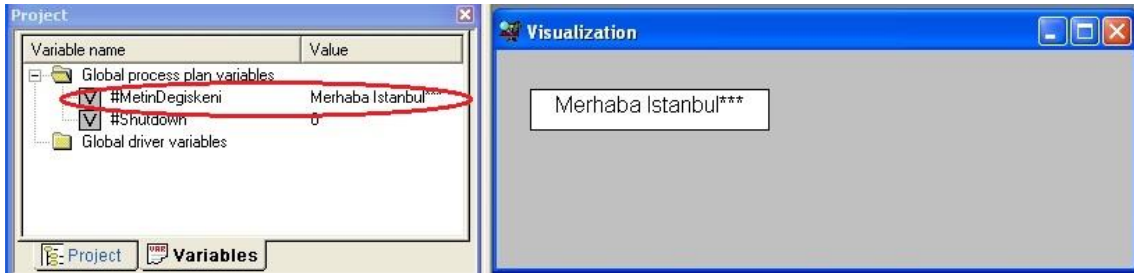 Project
Variable name Value
Global process plan variables
#MetinDegiskeni Merhaba Istanbul***
#Shutdown 0
Global driver variables
Project Variables
Visualization
Merhaba Istanbul***